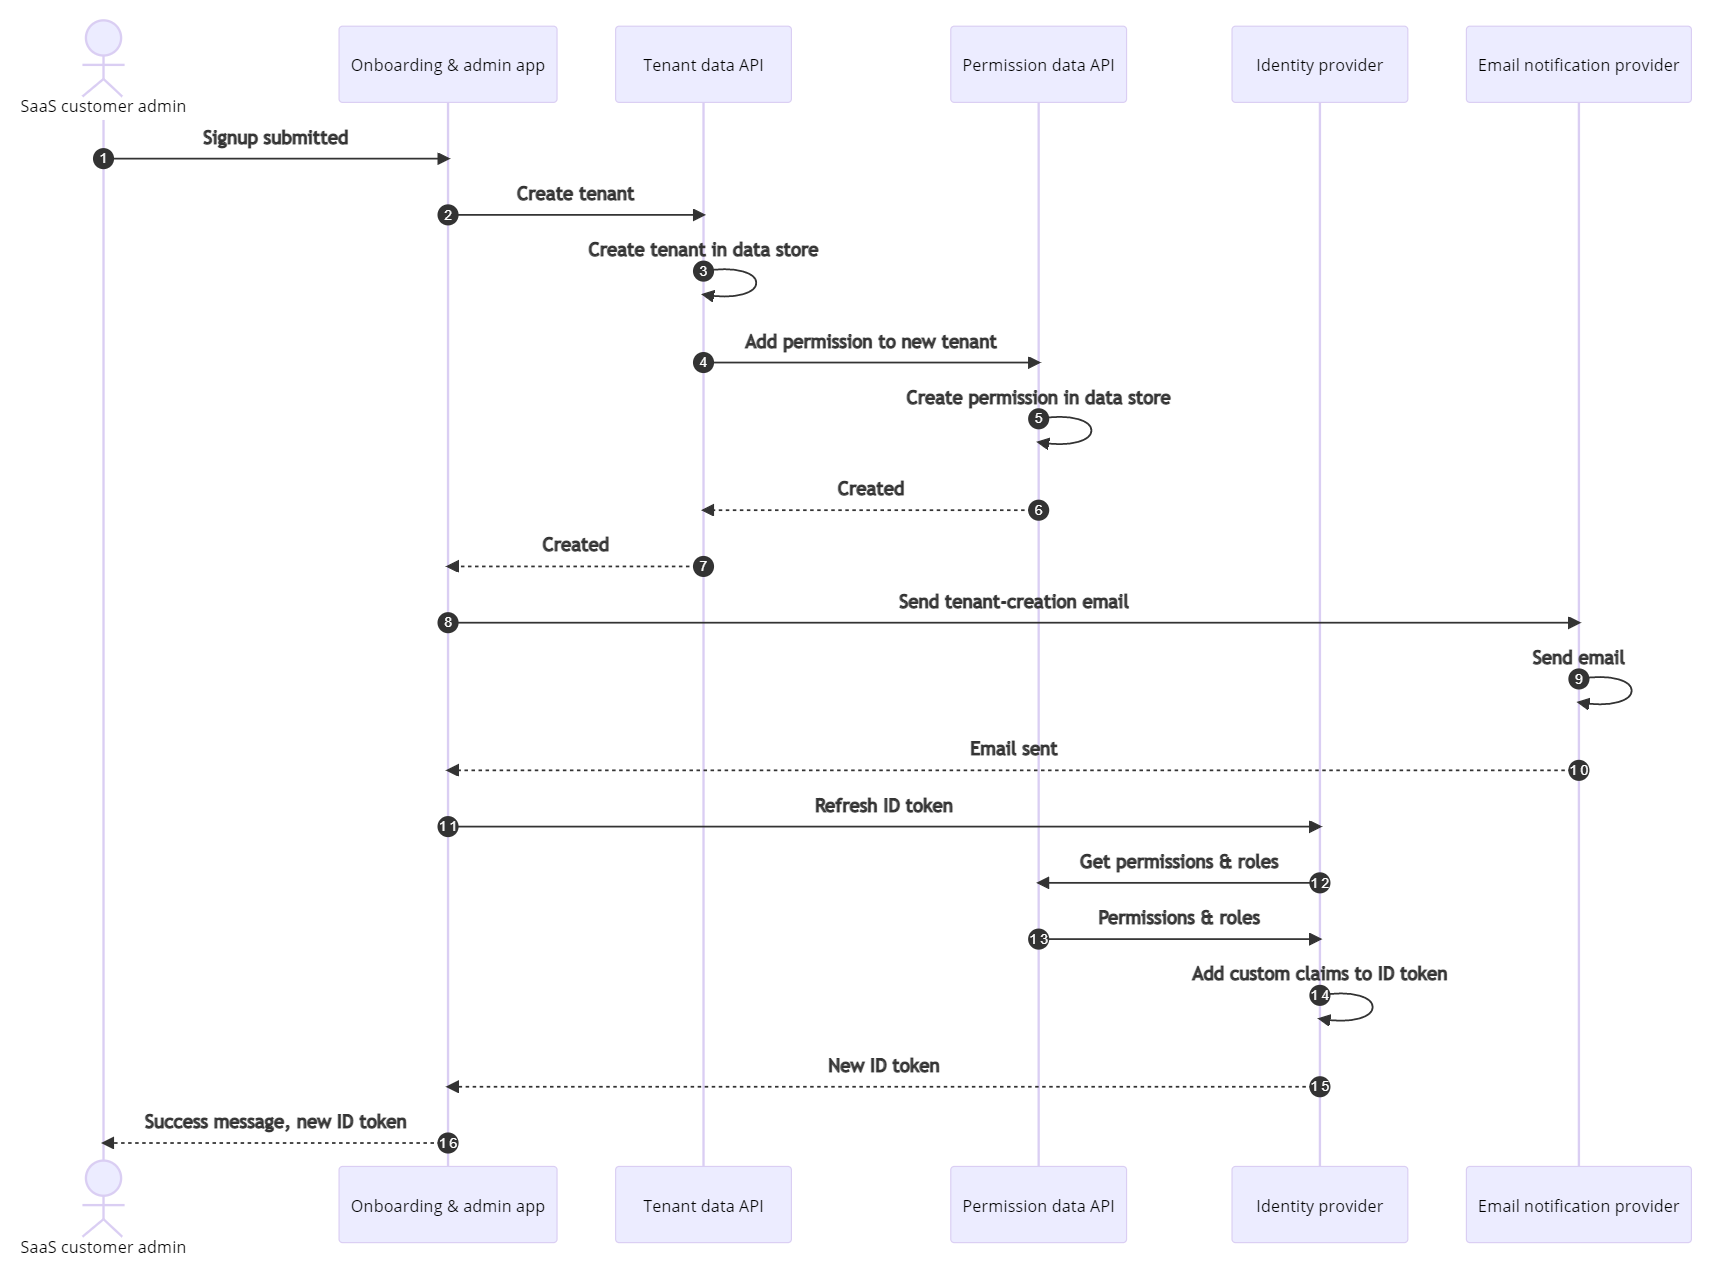 Onboarding & admin app
Tenant data API
Permission data API
Identity provider
Email notification provider
SaaS customer admin
Signup submitted
1
Create tenant
2
Create tenant in data store
3
Add permission to new tenant
4
Create permission in data store
5
Created
6
Created
7
Send tenant-creation email
8
Send email
9
Email sent
10
Refresh ID token
11
Get permissions & roles
12
Permissions & roles
13
Add custom claims to ID token
14
New ID token
15
Success message, new ID token
16
Onboarding & admin app
Tenant data API
Permission data API
Identity provider
Email notification provider
SaaS customer admin